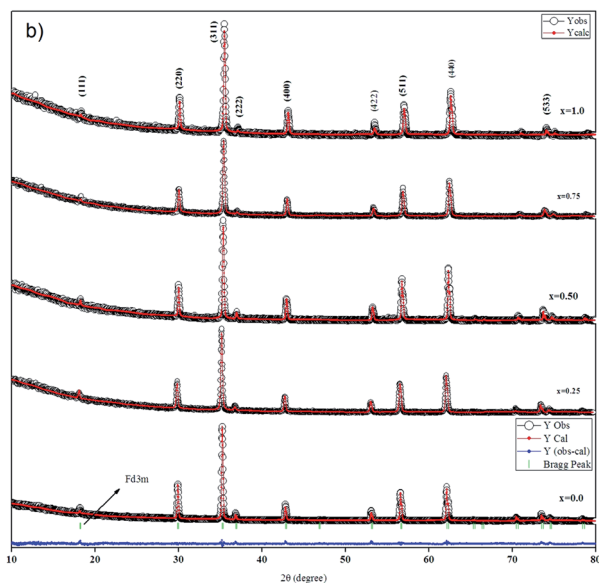 b)
Yobs
Ycalc
(111)
(220)
(311)
(222)
(400)
(422)
(511)
(440)
(533)
x=1.0
x=0.75
x=0.50
x=0.25
Y Obs
Y Cal
Y (obs-cal)
Bragg Peak
Fd3m
x=0.0
10 20 30 40 50 60 70 80
2θ (degree)